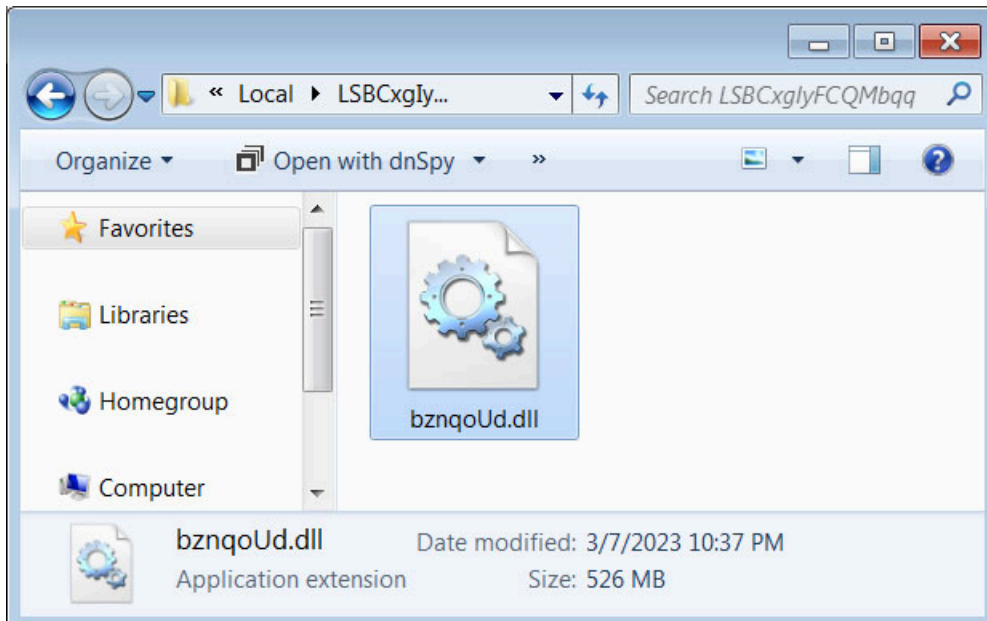 « Local ▸ LSBCxgIy...
Search LSBCxgIyFCQMbqq
Organize ▾ Open with dnSpy ▾ »
Favorites
Libraries
Homegroup
Computer
bznqoUd.dll
bznqoUd.dll Date modified: 3/7/2023 10:37 PM
Application extension Size: 526 MB